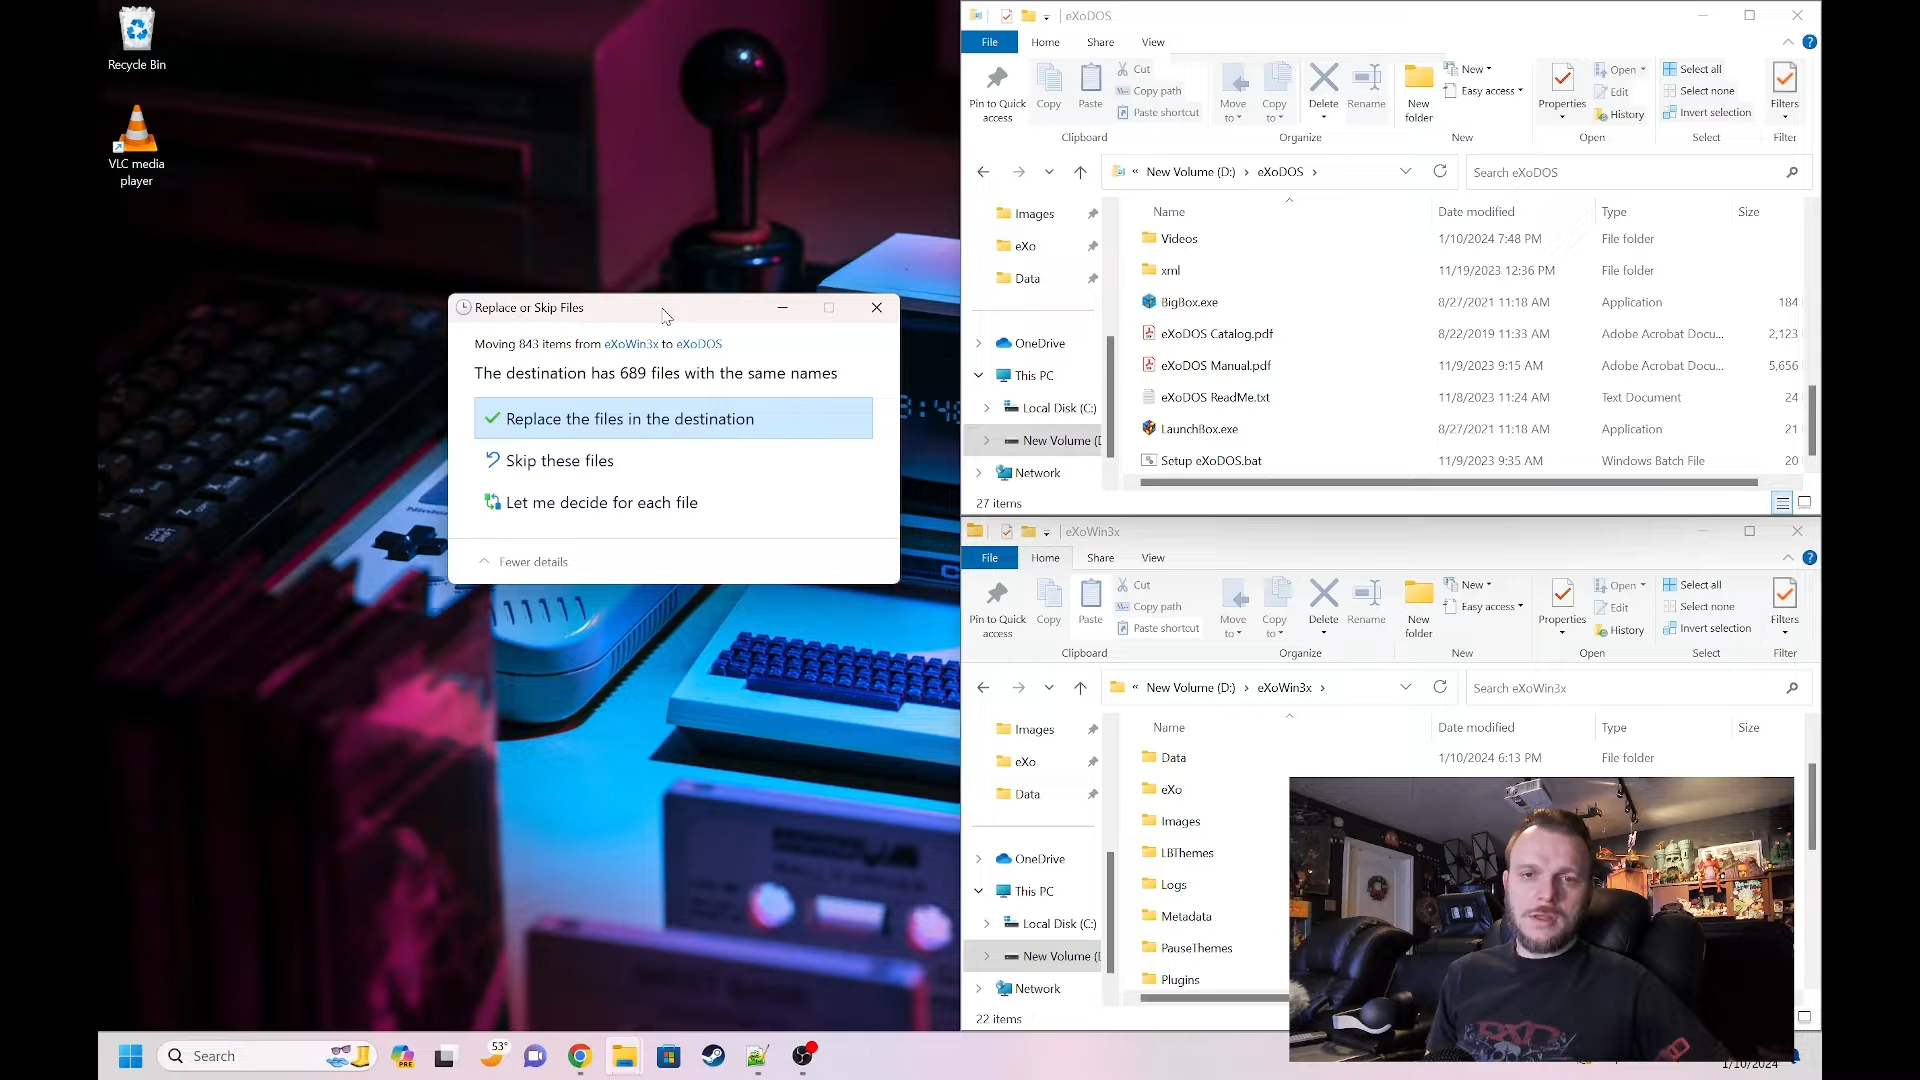 Recycle Bin
VLC media
player
Replace or Skip Files
Moving 843 items from eXoWin3x to eXoDOS
The destination has 689 files with the same names
Replace the files in the destination
Skip these files
Let me decide for each file
Fewer details
eXoDOS
File
Home
Share
View
Pin to Quick
access
Copy
Paste
Cut
Copy path
Paste shortcut
Move
to
Copy
to
Delete
Rename
New
folder
New
Easy access
Properties
Open
Edit
History
Select all
Select none
Invert selection
Filters
Clipboard
Organize
New
Open
Select
Filter
« New Volume (D:) › eXoDOS ›
Search eXoDOS
Images
eXo
Data
OneDrive
This PC
Local Disk (C:)
New Volume (D
Network
Name Date modified Type Size
Videos 1/10/2024 7:48 PM File folder
xml 11/19/2023 12:36 PM File folder
BigBox.exe 8/27/2021 11:18 AM Application 184
eXoDOS Catalog.pdf 8/22/2019 11:33 AM Adobe Acrobat Docu... 2,123
eXoDOS Manual.pdf 11/9/2023 9:15 AM Adobe Acrobat Docu... 5,656
eXoDOS ReadMe.txt 11/8/2023 11:24 AM Text Document 24
LaunchBox.exe 8/27/2021 11:18 AM Application 21
Setup eXoDOS.bat 11/9/2023 9:35 AM Windows Batch File 20
27 items
eXoWin3x
File
Home
Share
View
Pin to Quick
access
Copy
Paste
Cut
Copy path
Paste shortcut
Move
to
Copy
to
Delete
Rename
New
folder
New
Easy access
Properties
Open
Edit
History
Select all
Select none
Invert selection
Filters
Clipboard
Organize
New
Open
Select
Filter
« New Volume (D:) › eXoWin3x ›
Search eXoWin3x
Images
eXo
Data
OneDrive
This PC
Local Disk (C:)
New Volume (D
Network
Name Date modified Type Size
Data 1/10/2024 6:13 PM File folder
eXo
Images
LBThemes
Logs
Metadata
PauseThemes
Plugins
22 items
Search
PRE
53°
1/10/2024